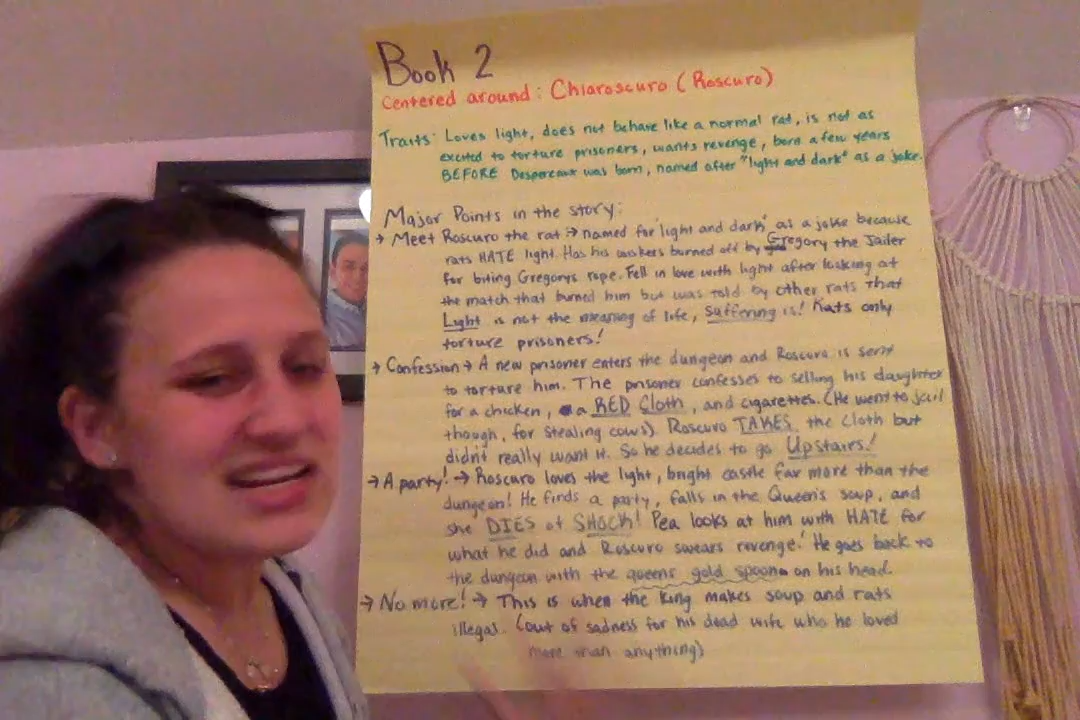 Book 2
Centered around: Chiaroscuro (Roscuro)
Traits: Loves light, does not behave like a normal rat, is not as
excited to torture prisoners, wants revenge, born a few years
BEFORE Despereaux was born, named after "light and dark" as a joke.
Major Points in the story:
→ Meet Roscuro the rat → named for "light and dark" as a joke because
rats HATE light. Has his wiskers burned off by Gregory the Jailer
for biting Gregorys rope. Fell in love with light after looking at
the match that burned him but was told by other rats that
Light is not the meaning of life, suffering is! Rats only
torture prisoners!
→ Confession → A new prisoner enters the dungeon and Roscuro is sent
to torture him. The prisoner confesses to selling his daughter
for a chicken, a RED Cloth, and cigarettes. (He went to jail
though, for stealing cows). Roscuro TAKES the cloth but
didn't really want it. So he decides to go Upstairs!
→ A party! → Roscuro loves the light, bright castle far more than the
dungeon! He finds a party, falls in the Queen's soup, and
she DIES of SHOCK! Pea looks at him with HATE for
what he did and Roscuro swears revenge! He goes back to
the dungeon with the queens gold spoon on his head.
→ No more! → This is when the king makes soup and rats
illegal. (out of sadness for his dead wife who he loved
more than anything)